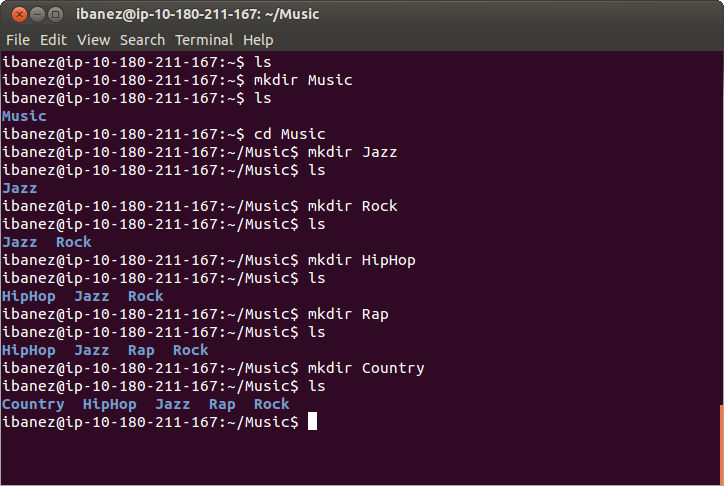 ibanez@ip-10-180-211-167: ~/Music
File Edit View Search Terminal Help
ibanez@ip-10-180-211-167:~$ ls
ibanez@ip-10-180-211-167:~$ mkdir Music
ibanez@ip-10-180-211-167:~$ ls
Music
ibanez@ip-10-180-211-167:~$ cd Music
ibanez@ip-10-180-211-167:~/Music$ mkdir Jazz
ibanez@ip-10-180-211-167:~/Music$ ls
Jazz
ibanez@ip-10-180-211-167:~/Music$ mkdir Rock
ibanez@ip-10-180-211-167:~/Music$ ls
Jazz  Rock
ibanez@ip-10-180-211-167:~/Music$ mkdir HipHop
ibanez@ip-10-180-211-167:~/Music$ ls
HipHop  Jazz  Rock
ibanez@ip-10-180-211-167:~/Music$ mkdir Rap
ibanez@ip-10-180-211-167:~/Music$ ls
HipHop  Jazz  Rap  Rock
ibanez@ip-10-180-211-167:~/Music$ mkdir Country
ibanez@ip-10-180-211-167:~/Music$ ls
Country  HipHop  Jazz  Rap  Rock
ibanez@ip-10-180-211-167:~/Music$